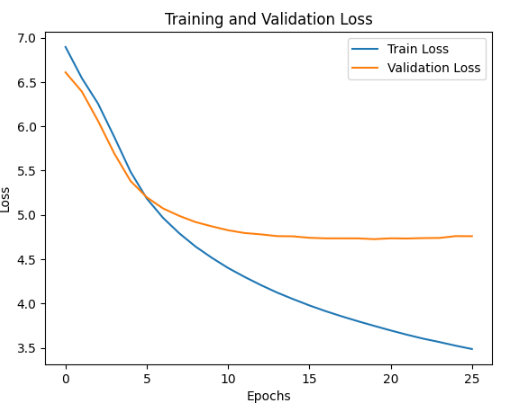 Training and Validation Loss
7.0
6.5
6.0
5.5
5.0
4.5
4.0
3.5
Loss
Train Loss
Validation Loss
0 5 10 15 20 25
Epochs